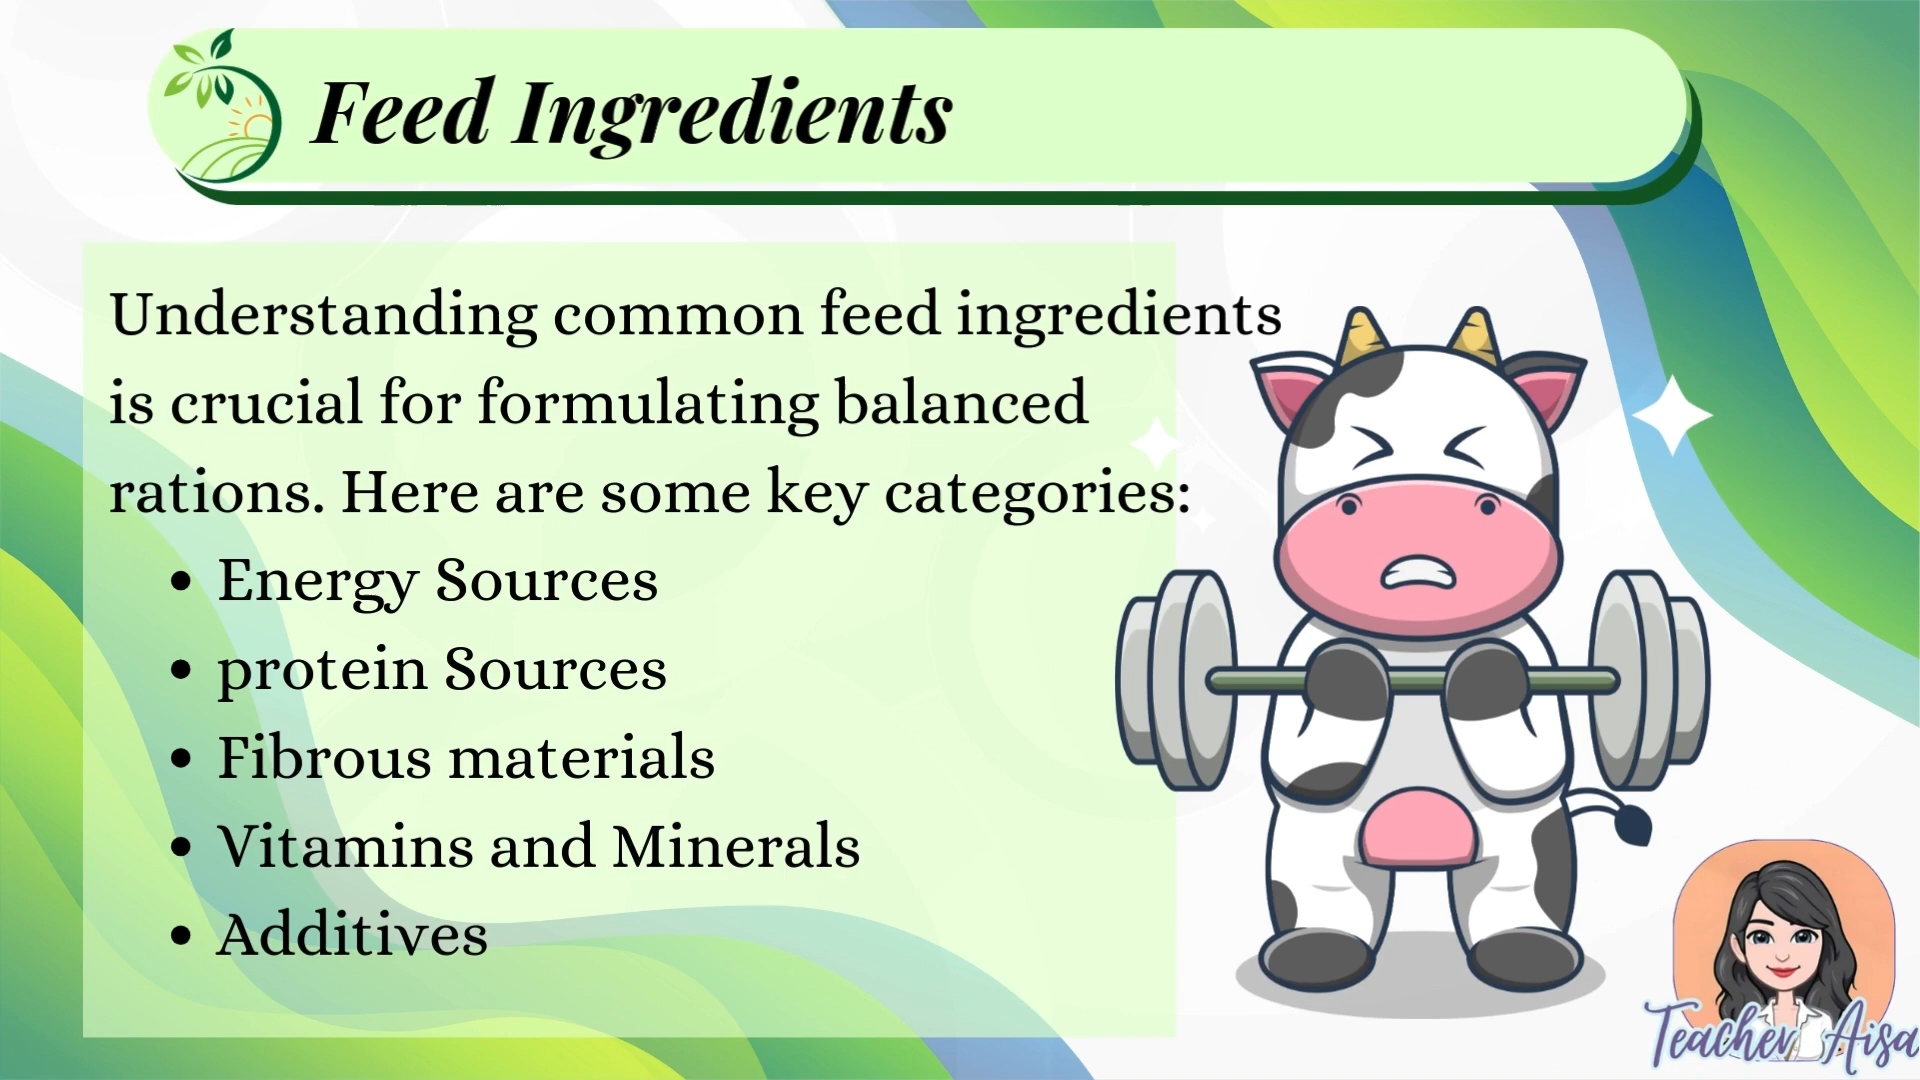 Feed Ingredients
Understanding common feed ingredients
is crucial for formulating balanced
rations. Here are some key categories:
• Energy Sources
• protein Sources
• Fibrous materials
• Vitamins and Minerals
• Additives
Teacher Aisa